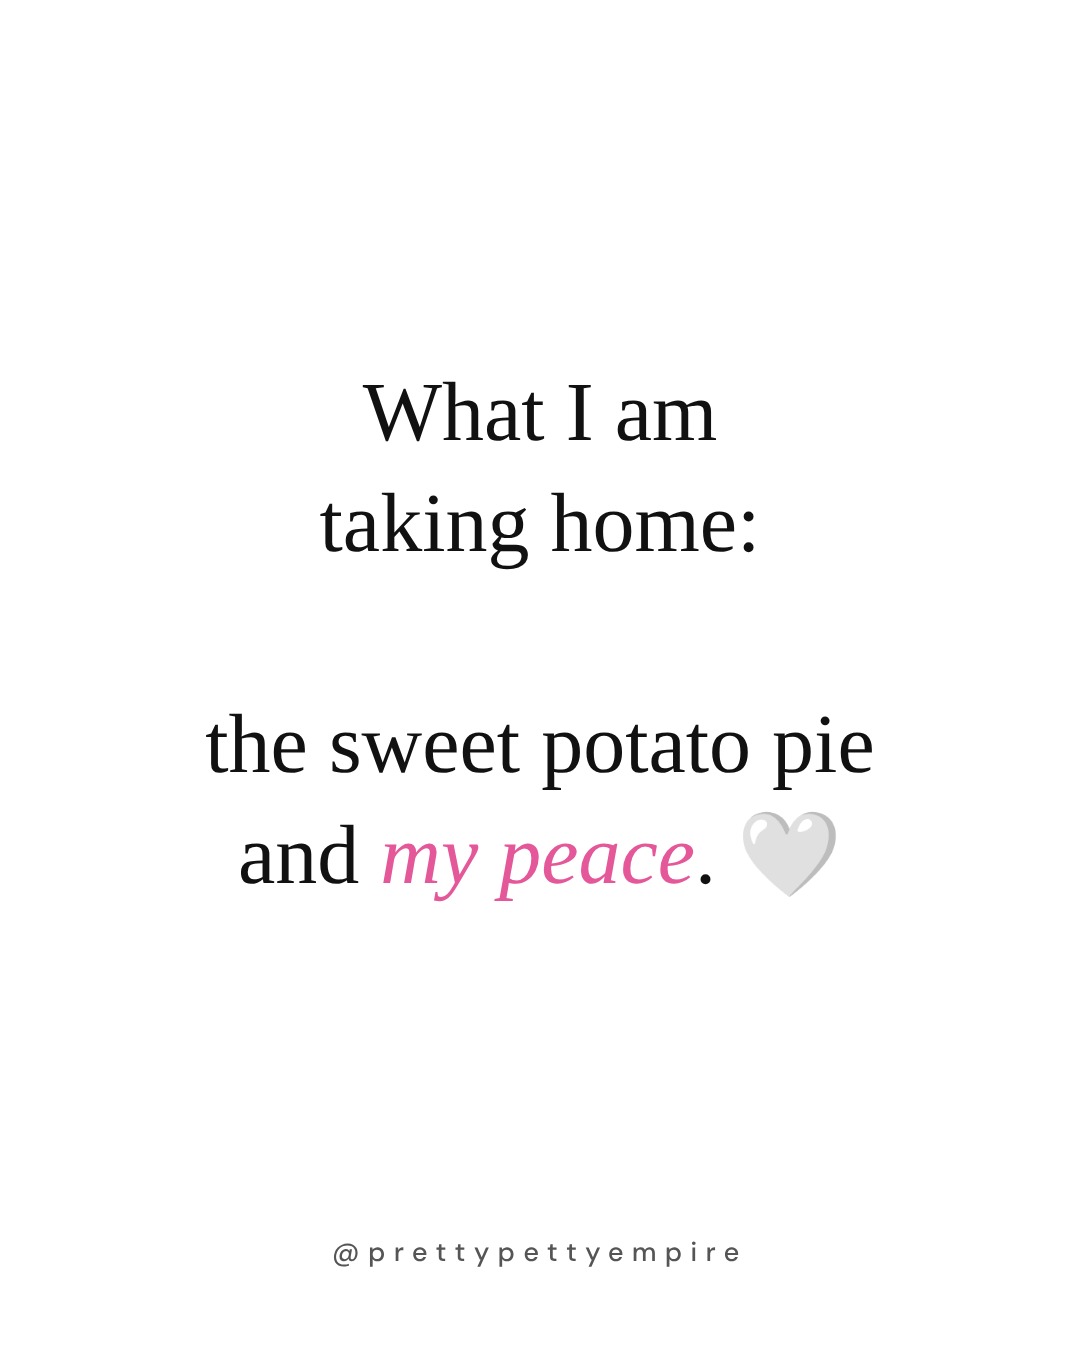 What I am
taking home:
the sweet potato pie
and my peace. 🤍
@prettypettyempire